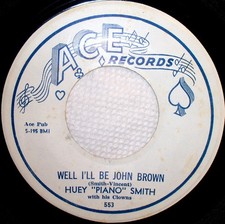 ACE
RECORDS
Ace Pub
S-195 BMI
WELL I'LL BE JOHN BROWN
(Smith-Vincent)
HUEY "PIANO" SMITH
with his Clowns
553